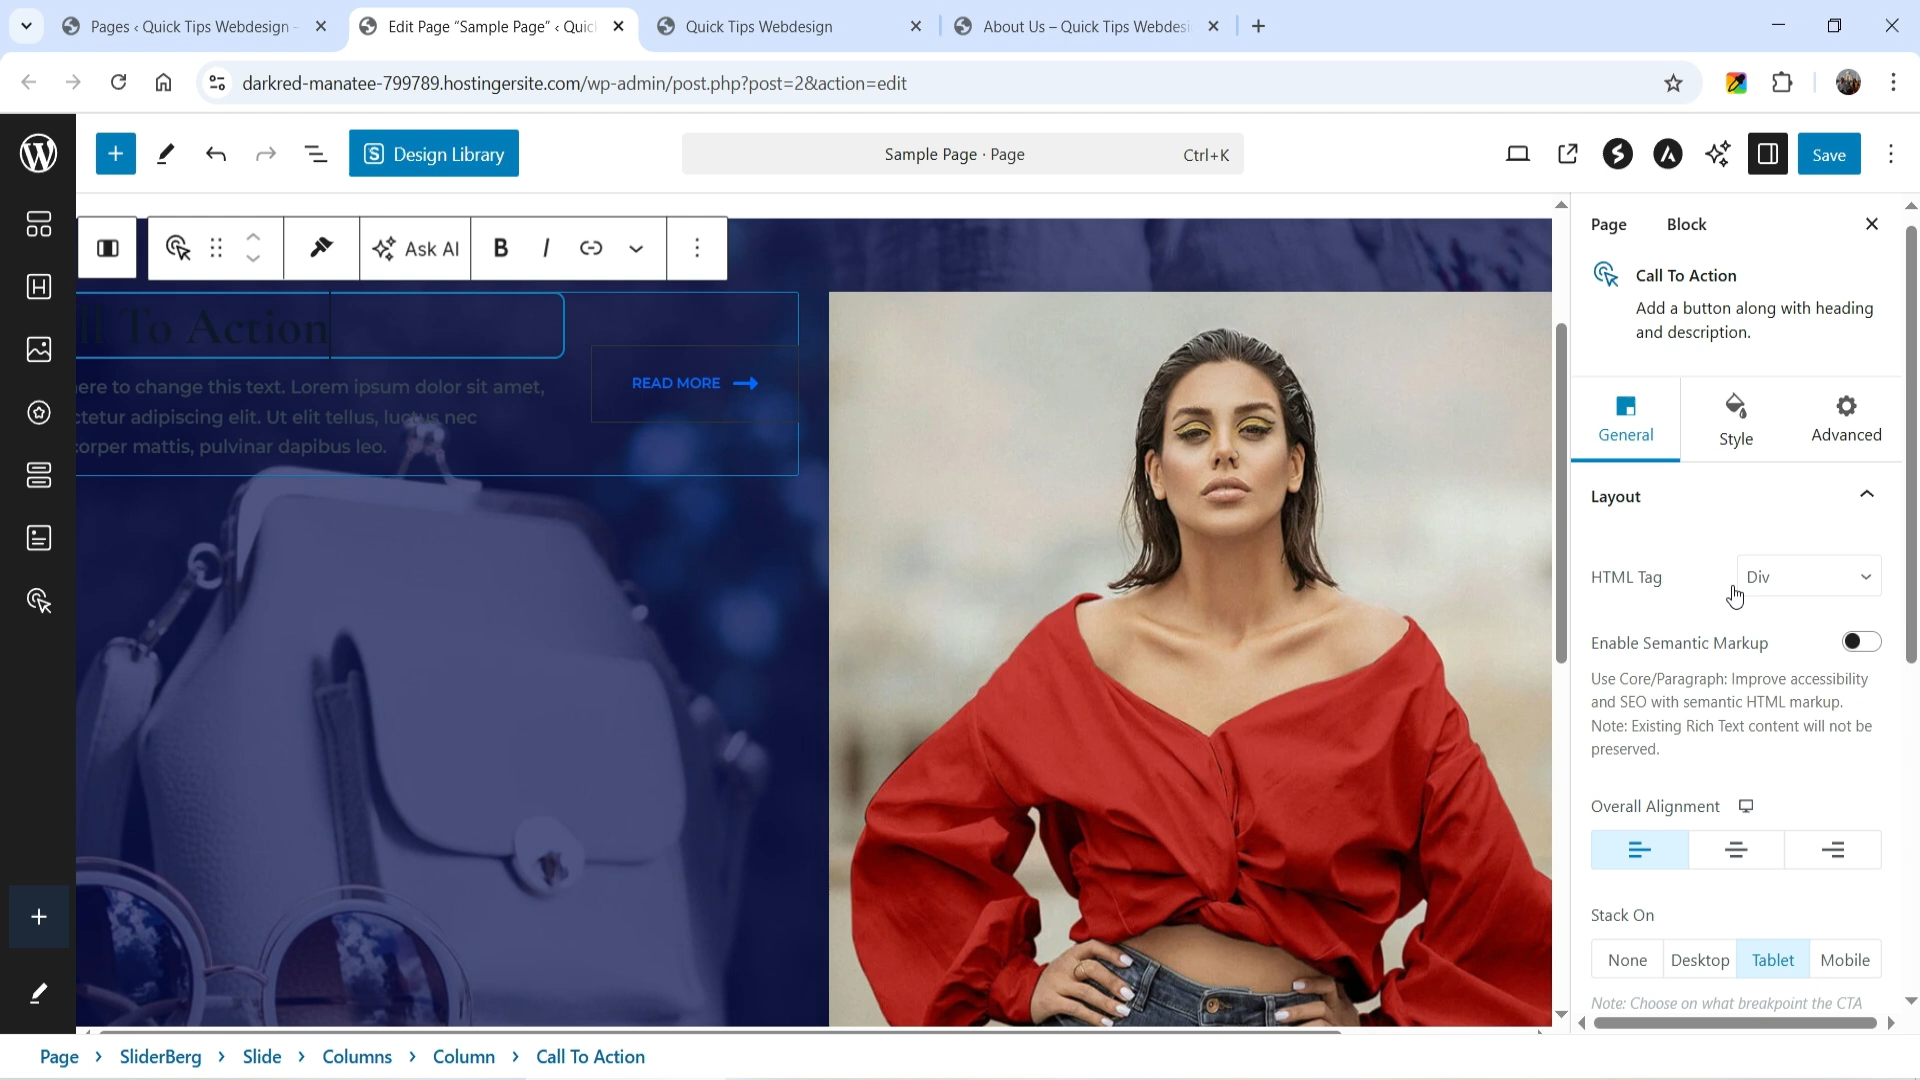 Pages ‹ Quick Tips Webdesign -
Edit Page “Sample Page” ‹ Quic
Quick Tips Webdesign
About Us – Quick Tips Webdesi
darkred-manatee-799789.hostingersite.com/wp-admin/post.php?post=2&action=edit
Design Library
Sample Page · Page
Ctrl+K
Save
Ask AI
B
I
ll To Action
ere to change this text. Lorem ipsum dolor sit amet,
ctetur adipiscing elit. Ut elit tellus, luctus nec
corper mattis, pulvinar dapibus leo.
READ MORE
Page
Block
Call To Action
Add a button along with heading
and description.
General
Style
Advanced
Layout
HTML Tag
Div
Enable Semantic Markup
Use Core/Paragraph: Improve accessibility
and SEO with semantic HTML markup.
Note: Existing Rich Text content will not be
preserved.
Overall Alignment
Stack On
None
Desktop
Tablet
Mobile
Note: Choose on what breakpoint the CTA
Page › SliderBerg › Slide › Columns › Column › Call To Action